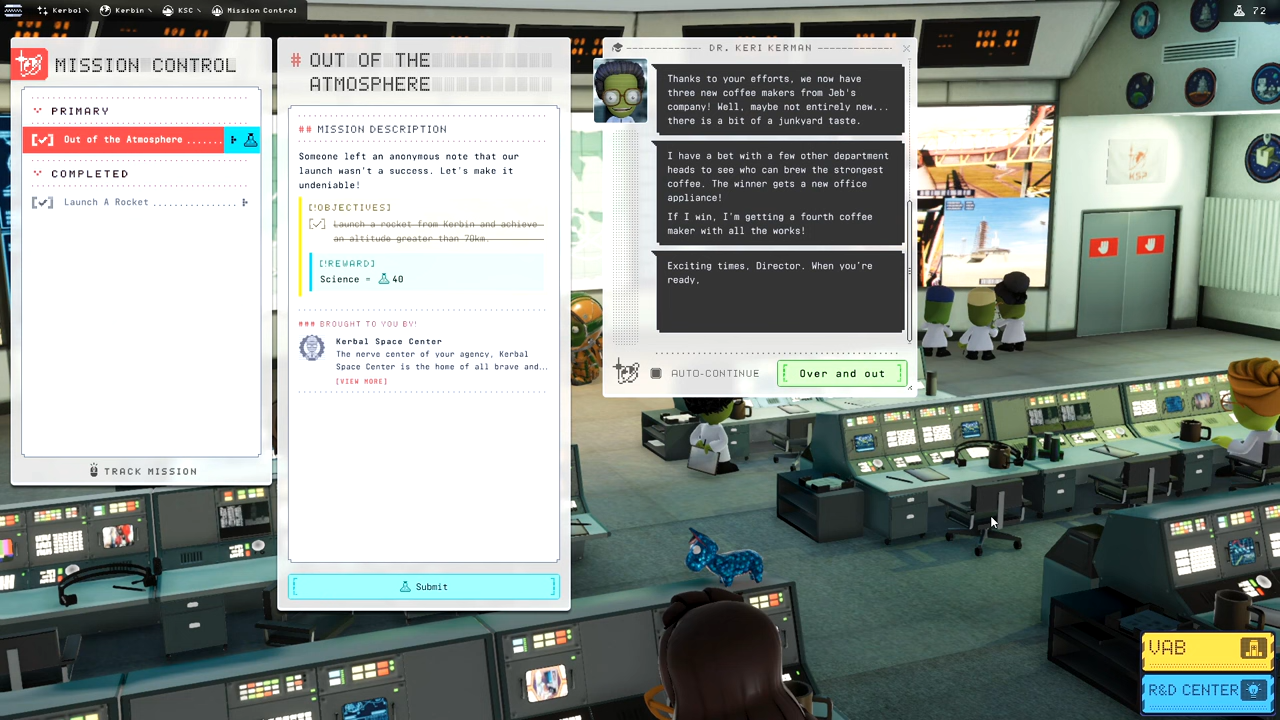 Kerbol
Kerbin
KSC
Mission Control
72
MISSION CONTROL
PRIMARY
Out of the Atmosphere .......
COMPLETED
Launch A Rocket ................
TRACK MISSION
# OUT OF THE
ATMOSPHERE
## MISSION DESCRIPTION
Someone left an anonymous note that our
launch wasn't a success. Let's make it
undeniable!
[!OBJECTIVES]
Launch a rocket from Kerbin and achieve
an altitude greater than 70km.
[!REWARD]
Science = 40
### BROUGHT TO YOU BY!
Kerbal Space Center
The nerve center of your agency, Kerbal
Space Center is the home of all brave and...
[VIEW MORE]
Submit
DR. KERI KERMAN
Thanks to your efforts, we now have
three new coffee makers from Jeb's
company! Well, maybe not entirely new...
there is a bit of a junkyard taste.
I have a bet with a few other department
heads to see who can brew the strongest
coffee. The winner gets a new office
appliance!
If I win, I'm getting a fourth coffee
maker with all the works!
Exciting times, Director. When you're
ready,
AUTO-CONTINUE
Over and out
VAB
R&D CENTER